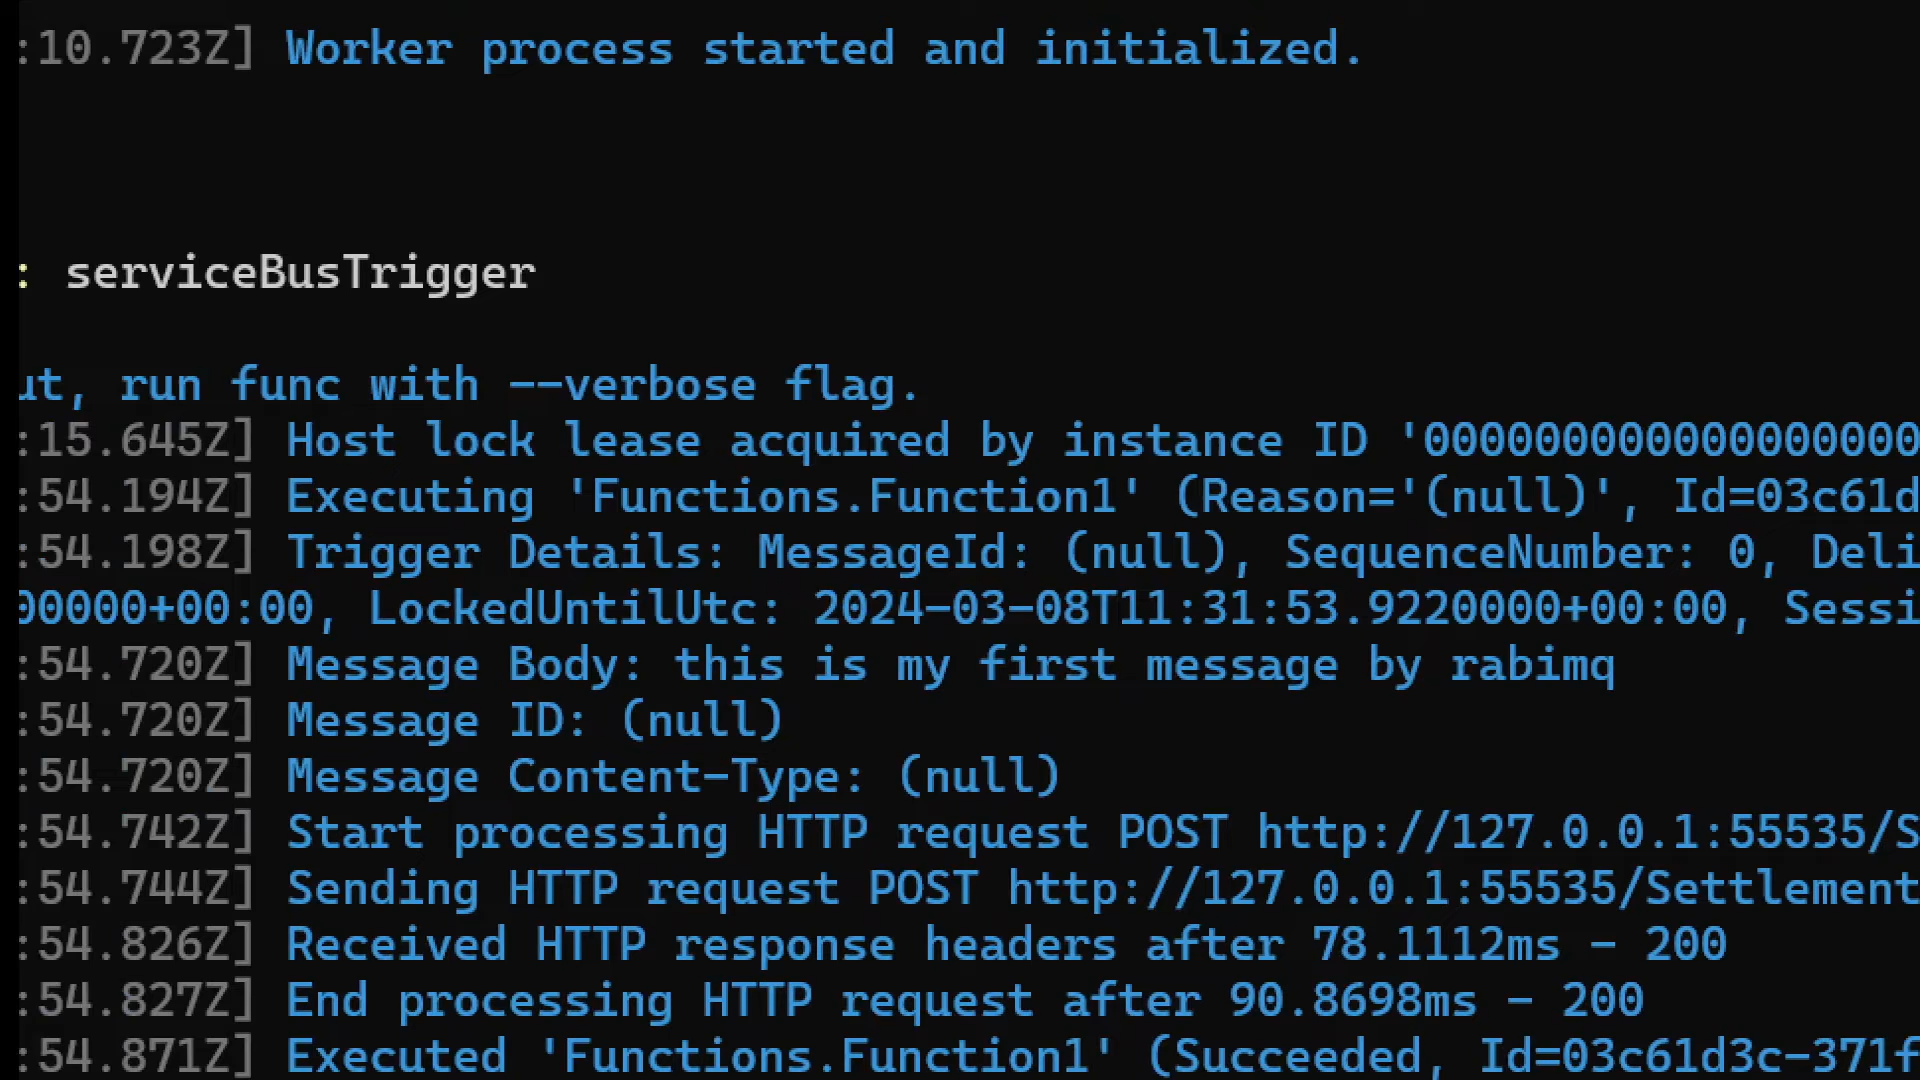 :10.723Z] Worker process started and initialized.
: serviceBusTrigger
ut, run func with --verbose flag.
:15.645Z] Host lock lease acquired by instance ID '000000000000000000
:54.194Z] Executing 'Functions.Function1' (Reason='(null)', Id=03c61d
:54.198Z] Trigger Details: MessageId: (null), SequenceNumber: 0, Deli
00000+00:00, LockedUntilUtc: 2024-03-08T11:31:53.9220000+00:00, Sessi
:54.720Z] Message Body: this is my first message by rabimq
:54.720Z] Message ID: (null)
:54.720Z] Message Content-Type: (null)
:54.742Z] Start processing HTTP request POST http://127.0.0.1:55535/S
:54.744Z] Sending HTTP request POST http://127.0.0.1:55535/Settlement
:54.826Z] Received HTTP response headers after 78.1112ms - 200
:54.827Z] End processing HTTP request after 90.8698ms - 200
:54.871Z] Executed 'Functions.Function1' (Succeeded, Id=03c61d3c-371f